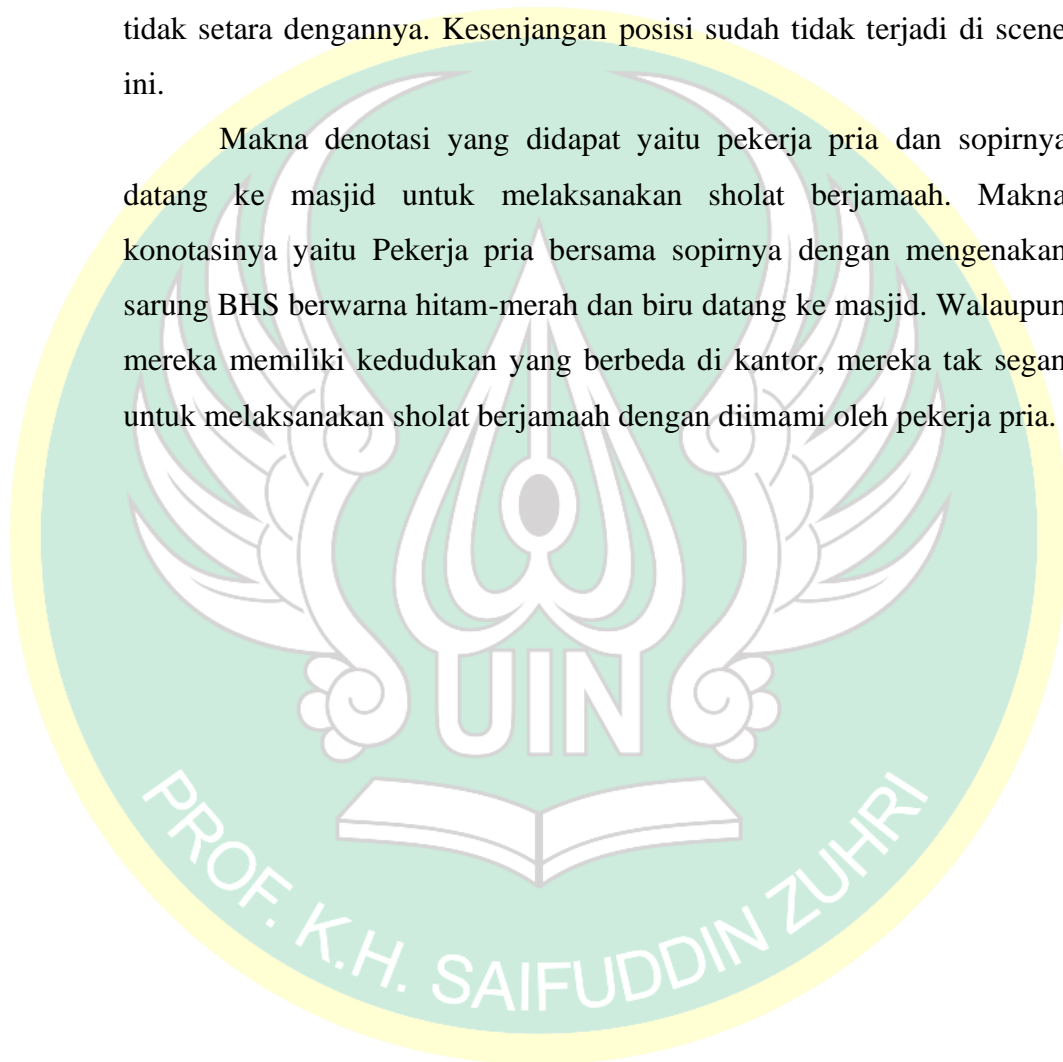 tidak setara dengannya. Kesenjangan posisi sudah tidak terjadi di scene
ini.
Makna denotasi yang didapat yaitu pekerja pria dan sopirnya
datang ke masjid untuk melaksanakan sholat berjamaah. Makna
konotasinya yaitu Pekerja pria bersama sopirnya dengan mengenakan
sarung BHS berwarna hitam-merah dan biru datang ke masjid. Walaupun
mereka memiliki kedudukan yang berbeda di kantor, mereka tak segan
untuk melaksanakan sholat berjamaah dengan diimami oleh pekerja pria.
UIN
PROF. K.H. SAIFUDDIN ZUHRI